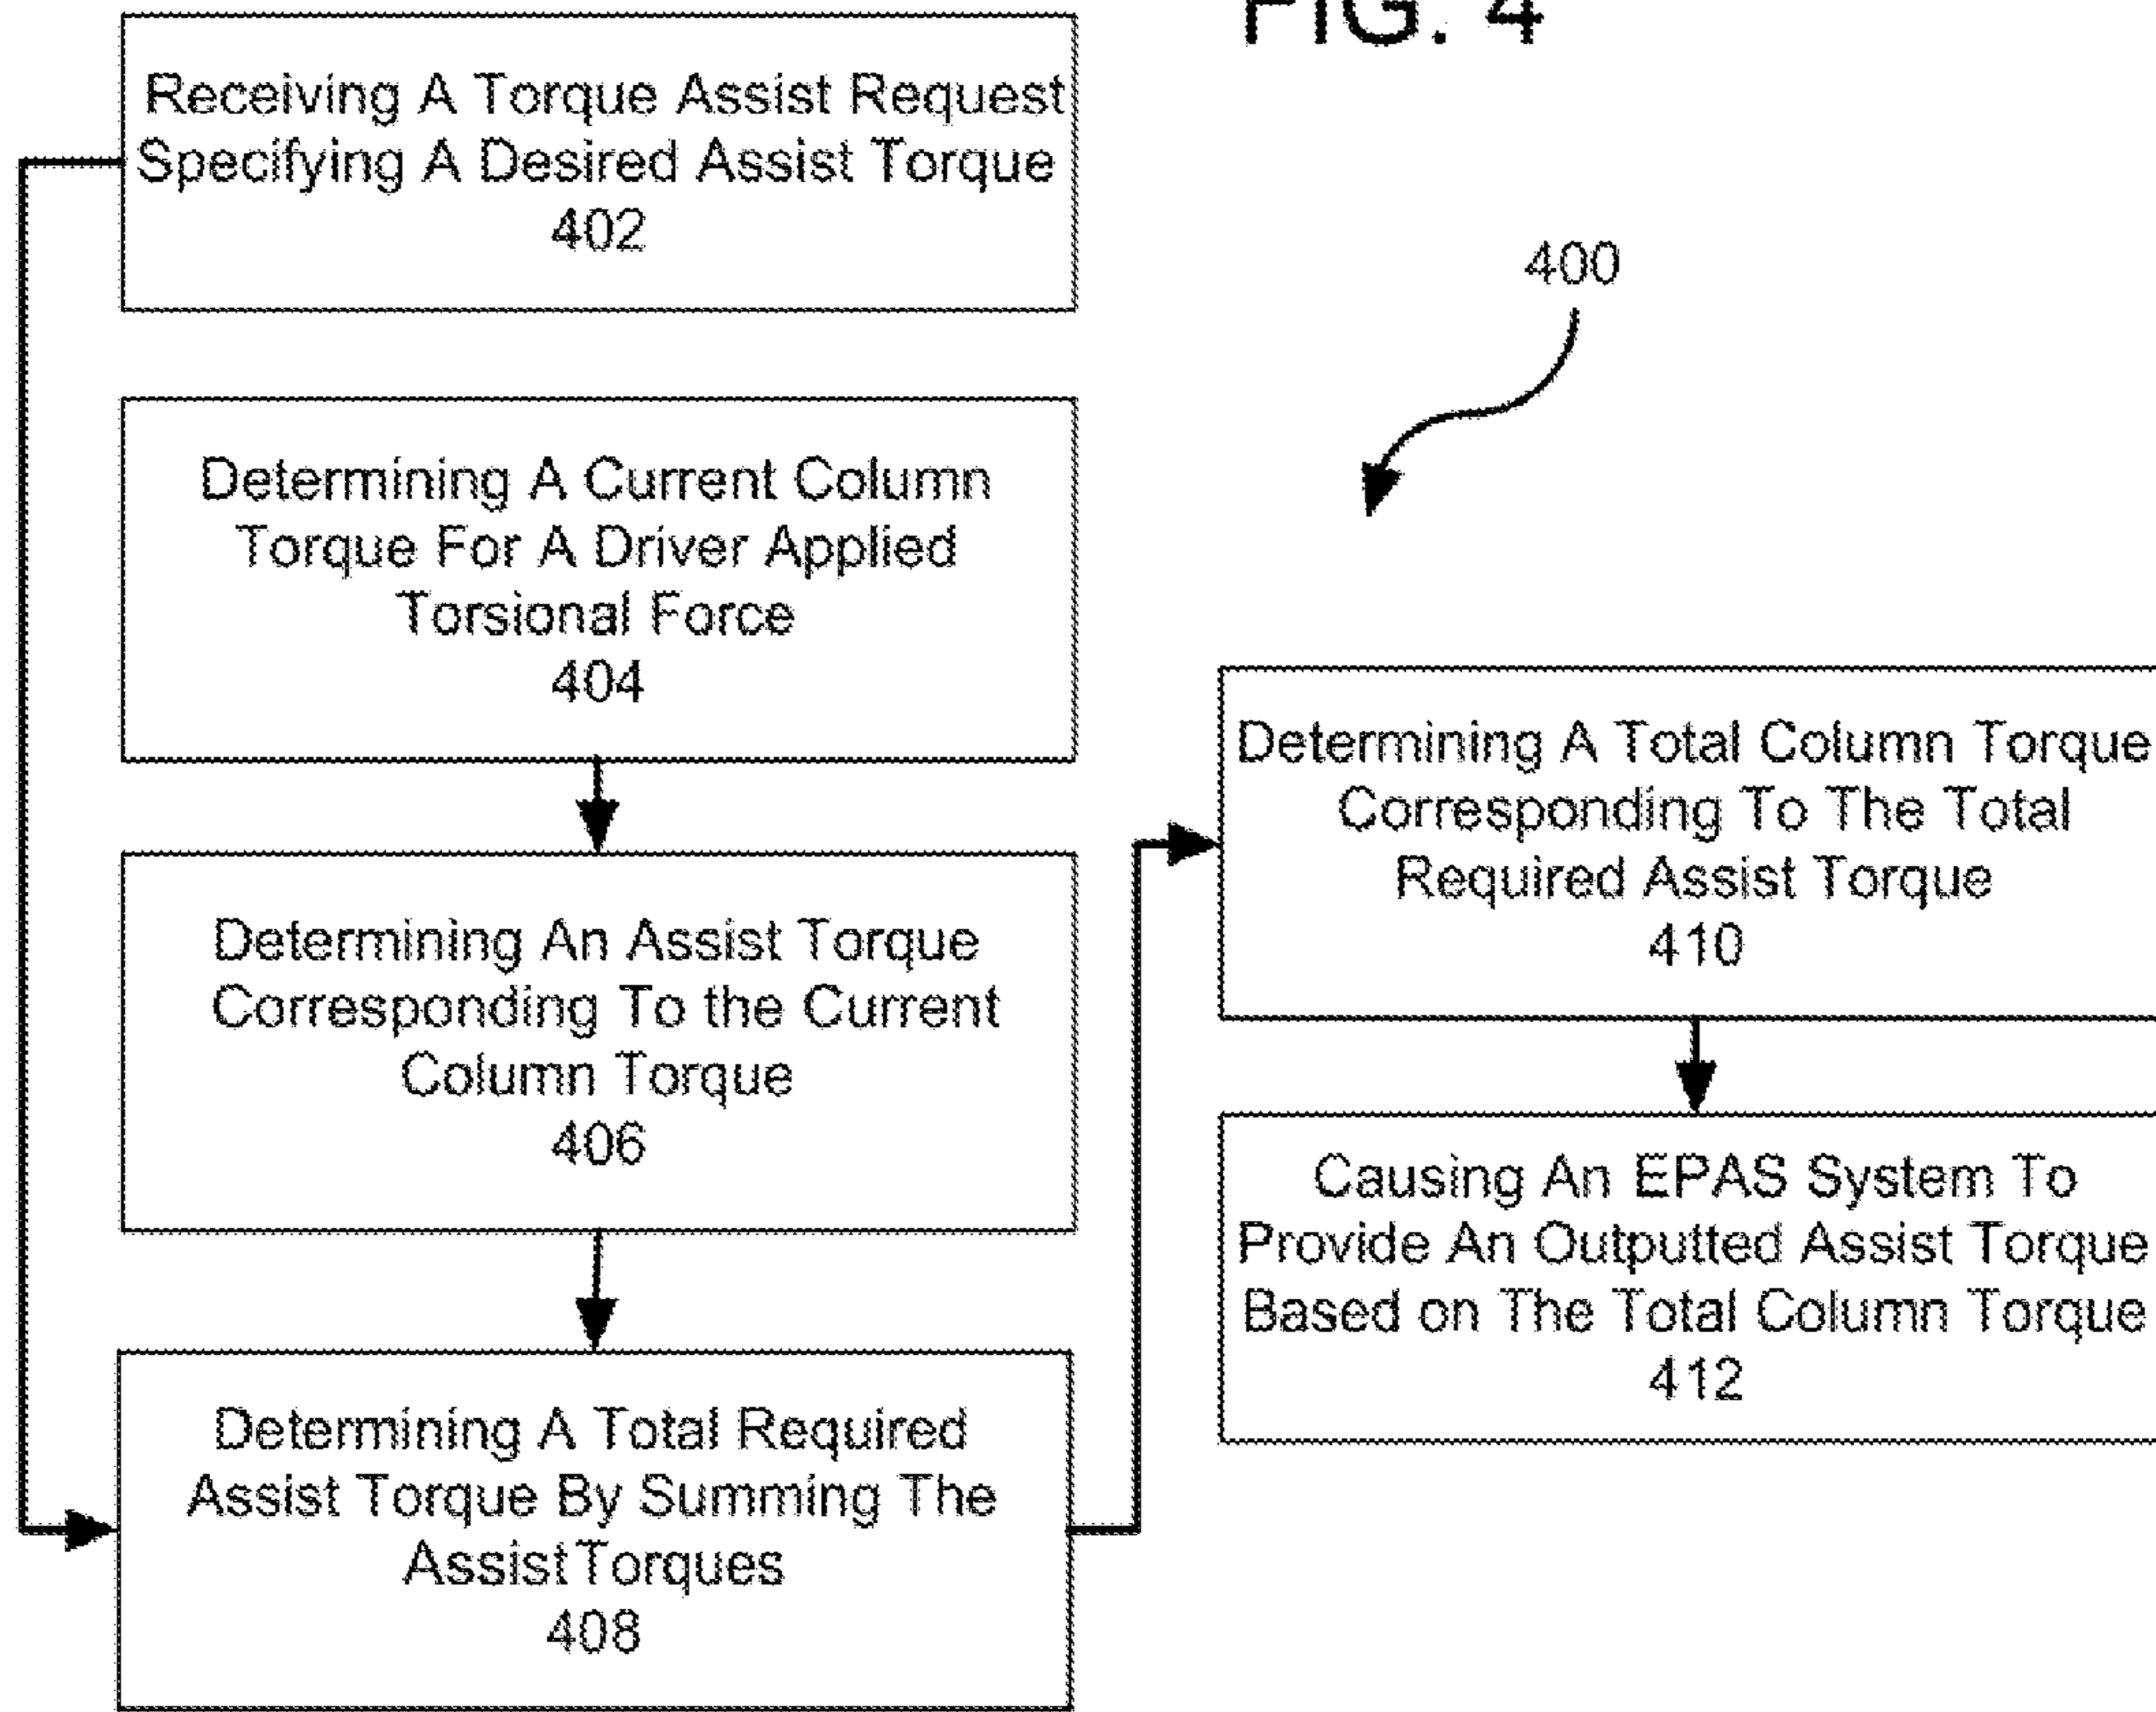 FIG. 4
Receiving A Torque Assist Request
Specifying A Desired Assist Torque
402
400
Determining A Current Column
Torque For A Driver Applied
Torsional Force
404
Determining An Assist Torque
Corresponding To the Current
Column Torque
406
Determining A Total Required
Assist Torque By Summing The
Assist Torques
408
Determining A Total Column Torque
Corresponding To The Total
Required Assist Torque
410
Causing An EPAS System To
Provide An Outputted Assist Torque
Based on The Total Column Torque
412